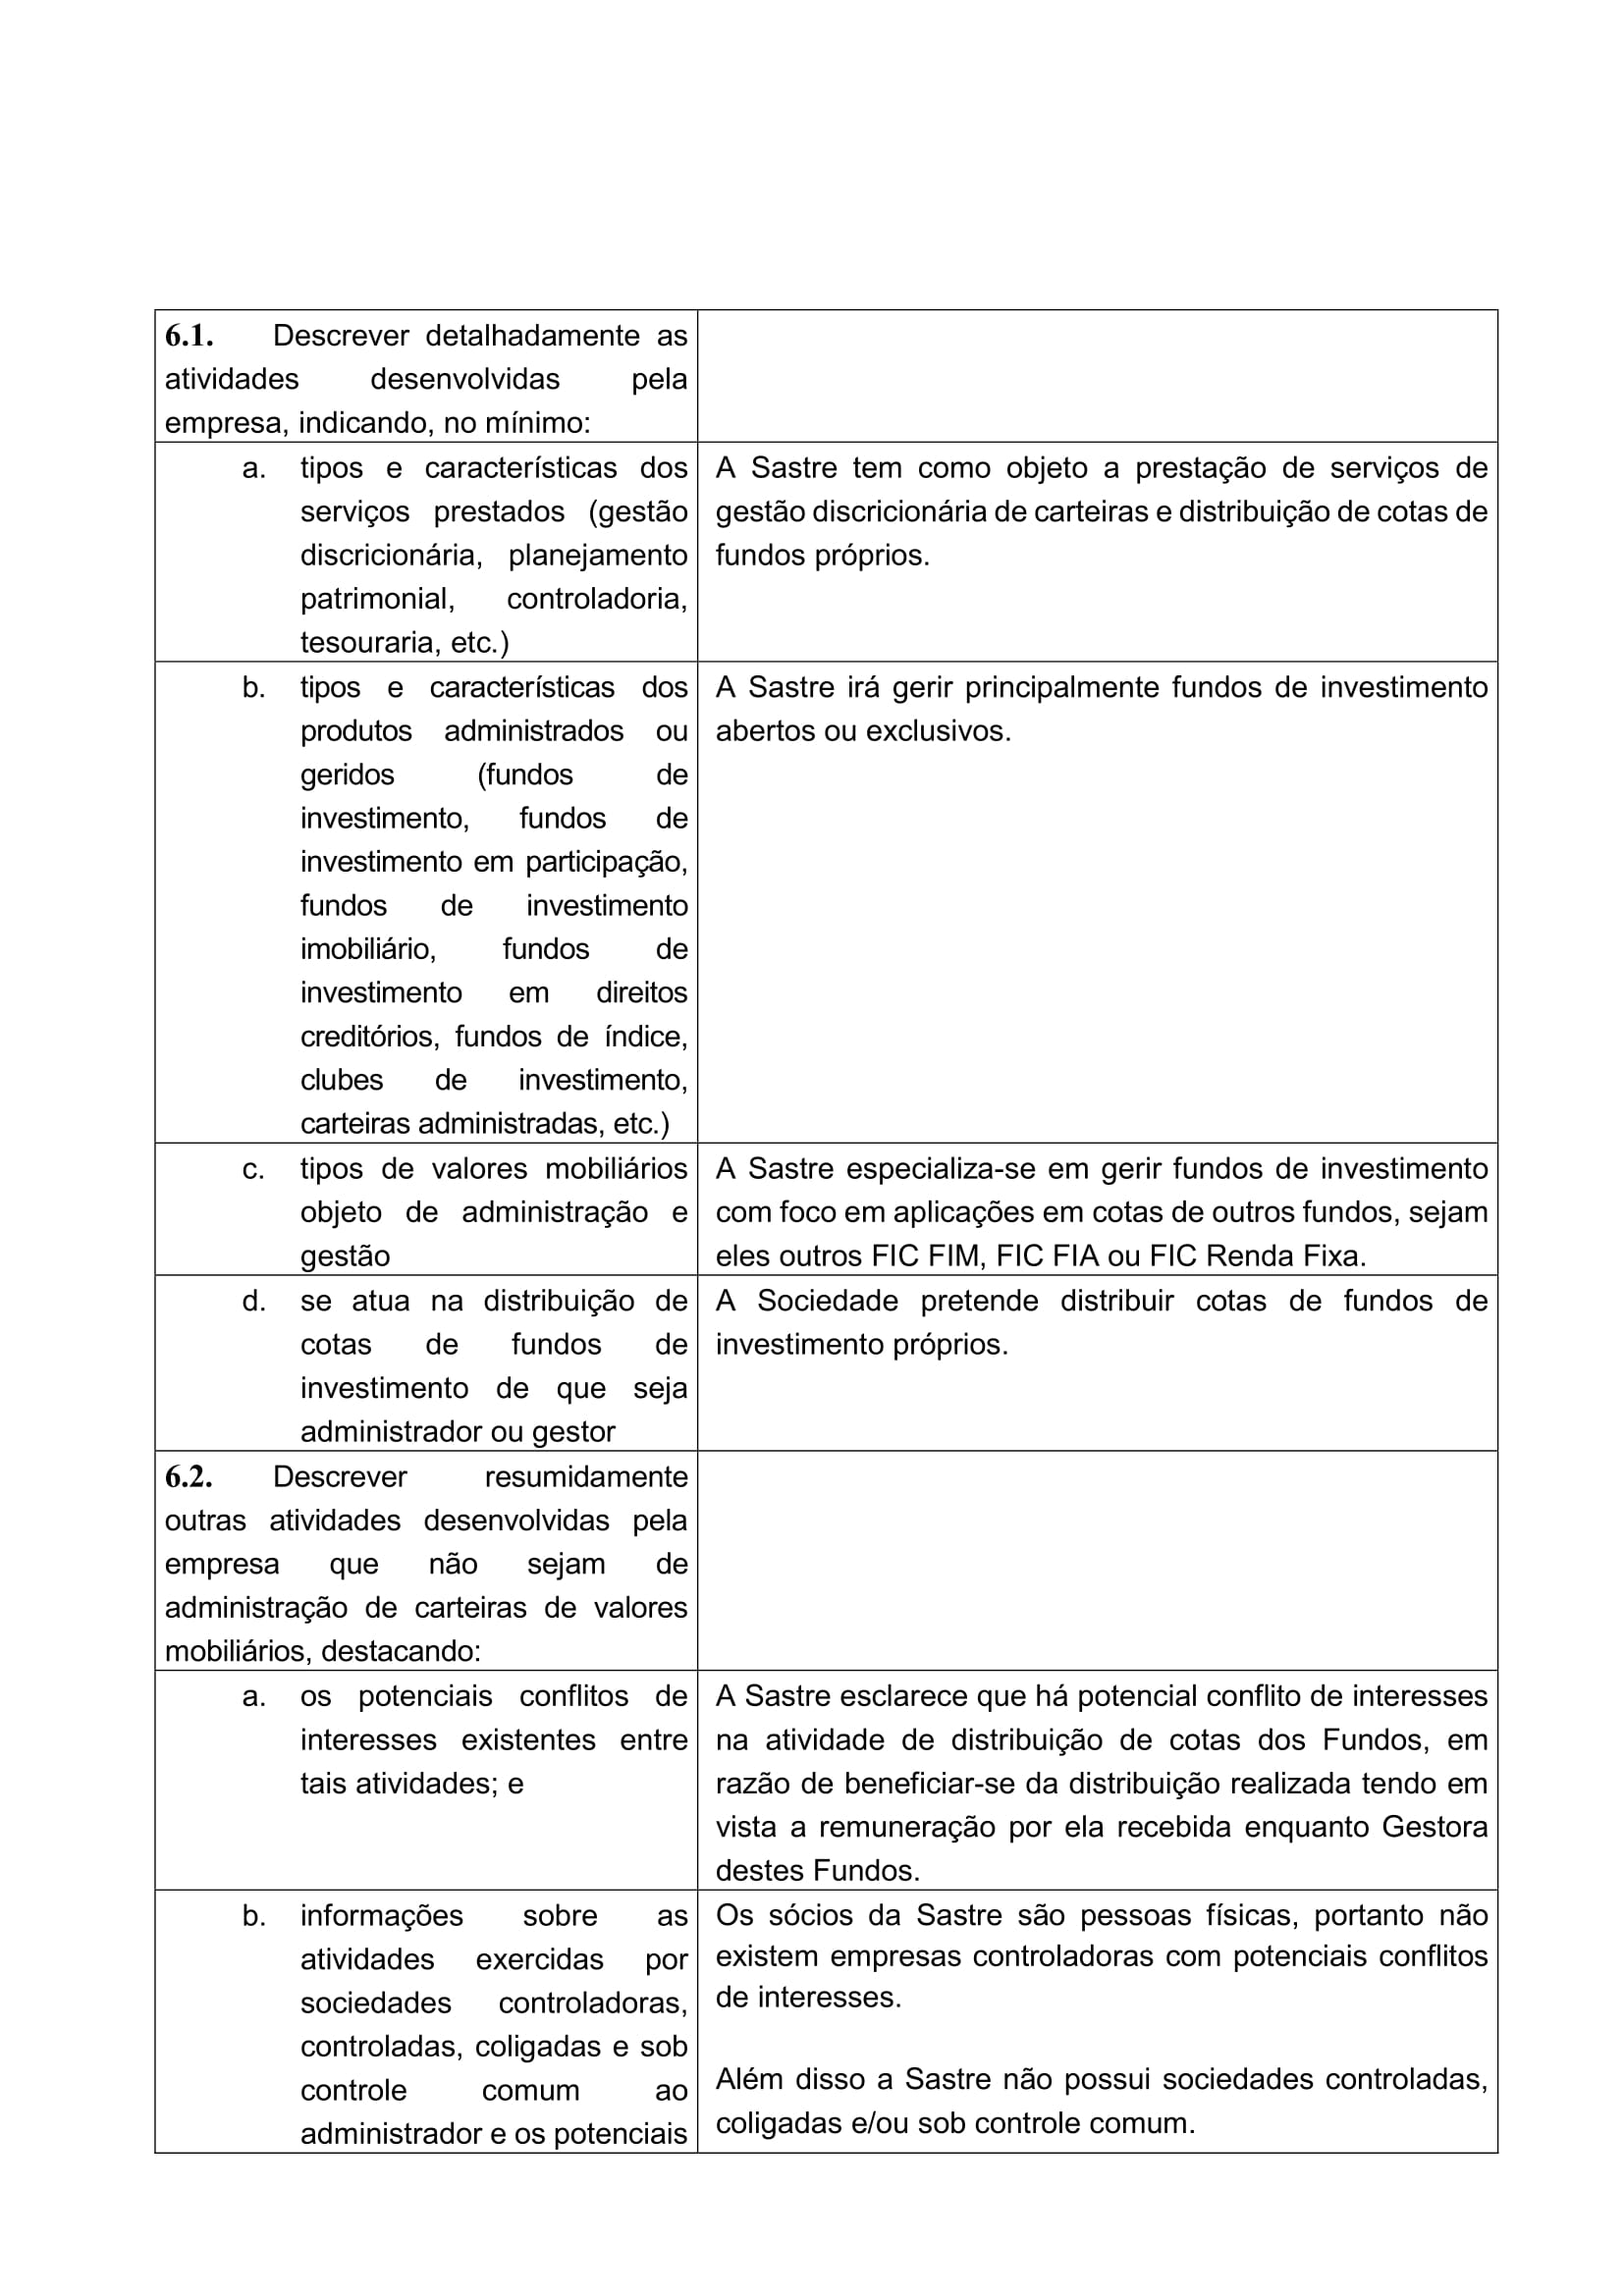 6.1. Descrever detalhadamente as
atividades desenvolvidas pela
empresa, indicando, no mínimo:
a. tipos e características dos
serviços prestados (gestão
discricionária, planejamento
patrimonial, controladoria,
tesouraria, etc.)
A Sastre tem como objeto a prestação de serviços de
gestão discricionária de carteiras e distribuição de cotas de
fundos próprios.
b. tipos e características dos
produtos administrados ou
geridos (fundos de
investimento, fundos de
investimento em participação,
fundos de investimento
imobiliário, fundos de
investimento em direitos
creditórios, fundos de índice,
clubes de investimento,
carteiras administradas, etc.)
A Sastre irá gerir principalmente fundos de investimento
abertos ou exclusivos.
c. tipos de valores mobiliários
objeto de administração e
gestão
A Sastre especializa-se em gerir fundos de investimento
com foco em aplicações em cotas de outros fundos, sejam
eles outros FIC FIM, FIC FIA ou FIC Renda Fixa.
d. se atua na distribuição de
cotas de fundos de
investimento de que seja
administrador ou gestor
A Sociedade pretende distribuir cotas de fundos de
investimento próprios.
6.2. Descrever resumidamente
outras atividades desenvolvidas pela
empresa que não sejam de
administração de carteiras de valores
mobiliários, destacando:
a. os potenciais conflitos de
interesses existentes entre
tais atividades; e
A Sastre esclarece que há potencial conflito de interesses
na atividade de distribuição de cotas dos Fundos, em
razão de beneficiar-se da distribuição realizada tendo em
vista a remuneração por ela recebida enquanto Gestora
destes Fundos.
b. informações sobre as
atividades exercidas por
sociedades controladoras,
controladas, coligadas e sob
controle comum ao
administrador e os potenciais
Os sócios da Sastre são pessoas físicas, portanto não
existem empresas controladoras com potenciais conflitos
de interesses.
Além disso a Sastre não possui sociedades controladas,
coligadas e/ou sob controle comum.